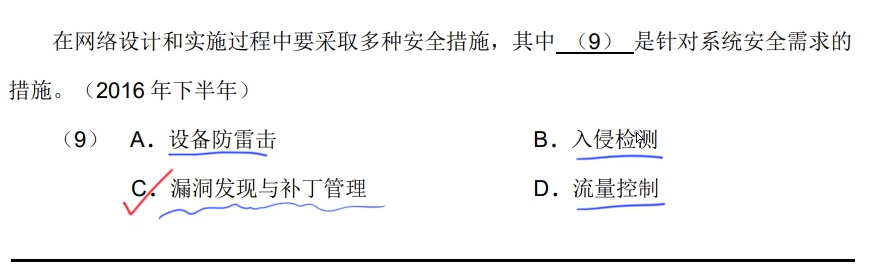 在网络设计和实施过程中要采取多种安全措施，其中（9）是针对系统安全需求的
措施。（2016 年下半年）
（9） A．设备防雷击 B．入侵检测
C．漏洞发现与补丁管理 D．流量控制